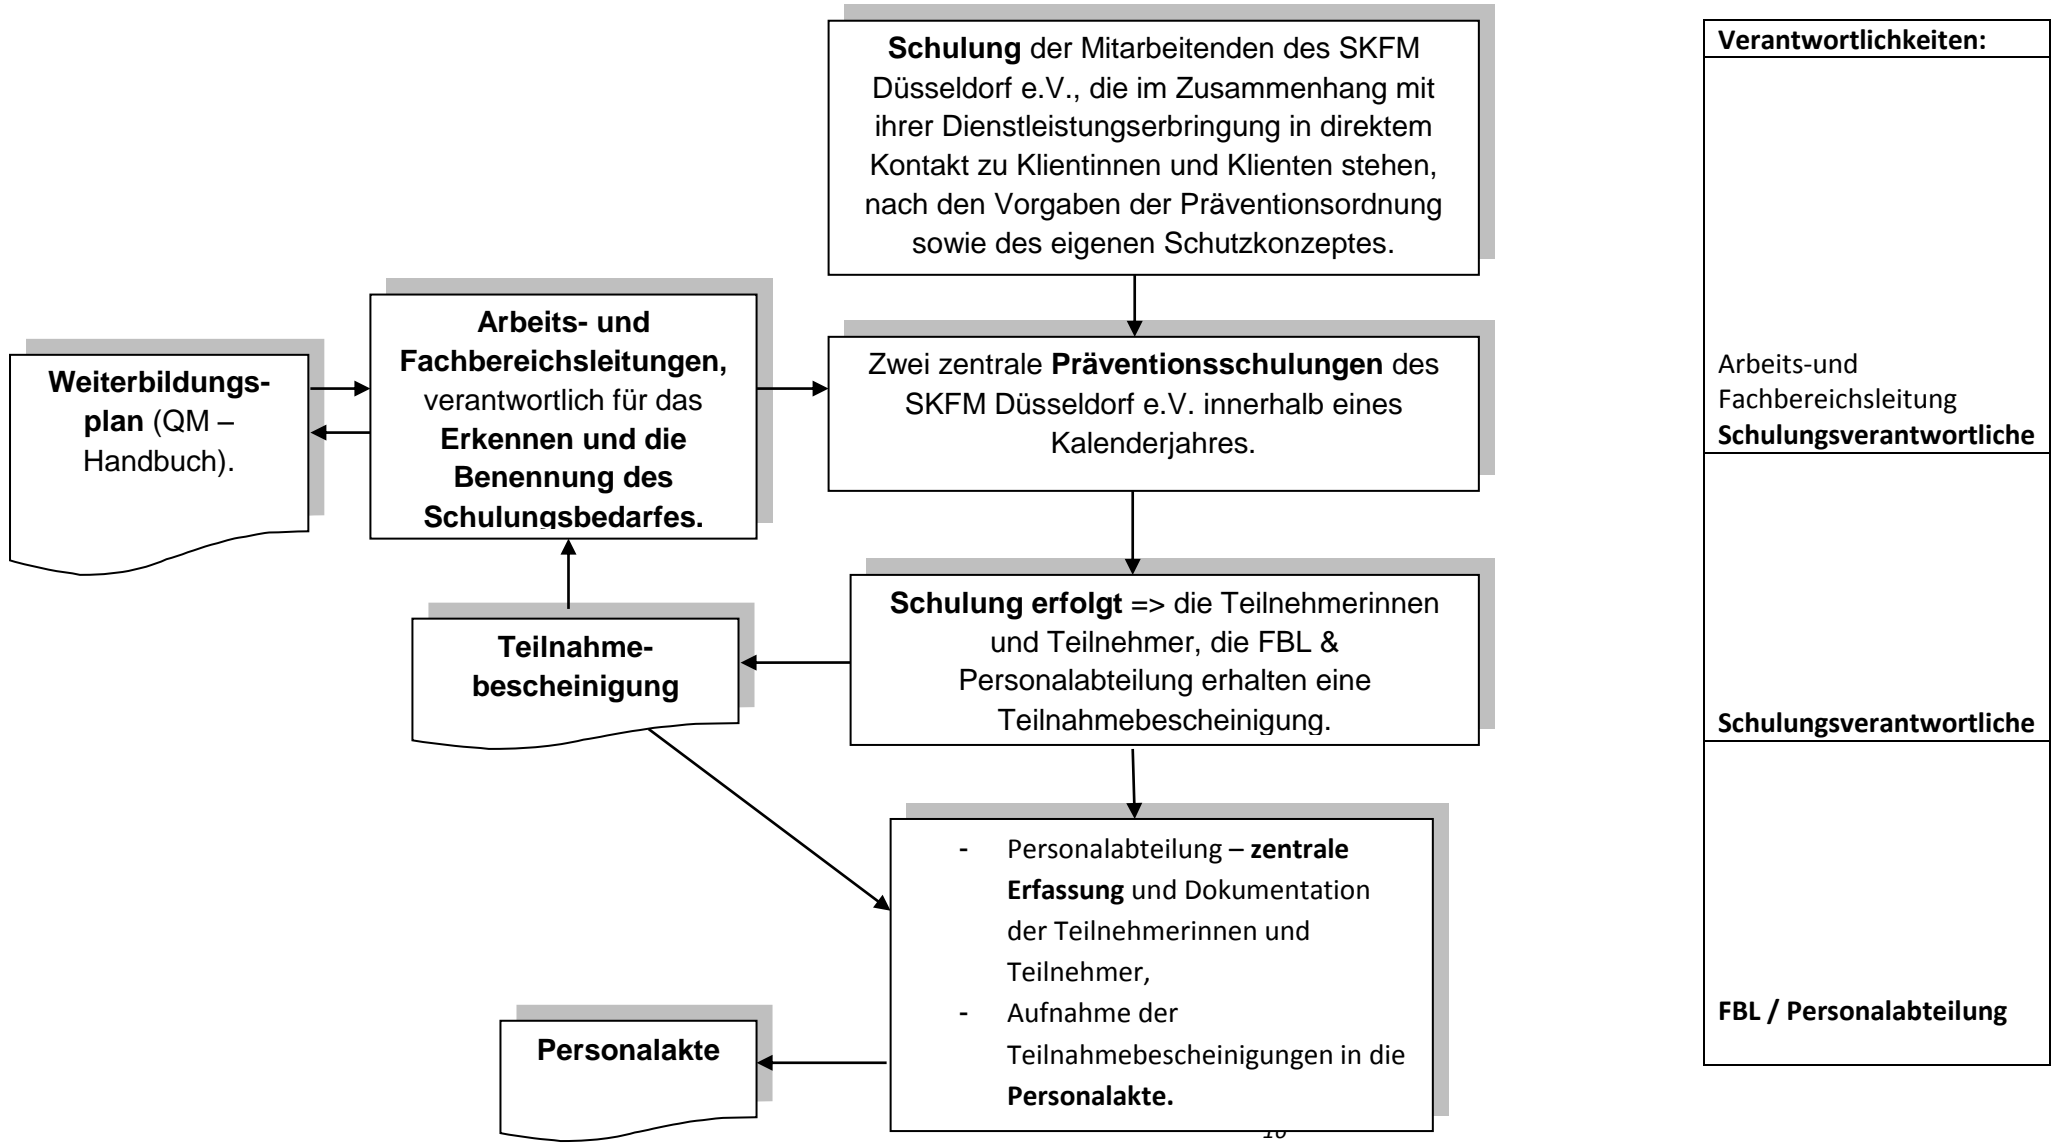 Schulung der Mitarbeitenden des SKFM
Düsseldorf e.V., die im Zusammenhang mit
ihrer Dienstleistungserbringung in direktem
Kontakt zu Klientinnen und Klienten stehen,
nach den Vorgaben der Präventionsordnung
sowie des eigenen Schutzkonzeptes.
Weiterbildungs-
plan (QM –
Handbuch).
Arbeits- und
Fachbereichsleitungen,
verantwortlich für das
Erkennen und die
Benennung des
Schulungsbedarfes.
Zwei zentrale Präventionsschulungen des
SKFM Düsseldorf e.V. innerhalb eines
Kalenderjahres.
Teilnahme-
bescheinigung
Schulung erfolgt => die Teilnehmerinnen
und Teilnehmer, die FBL &
Personalabteilung erhalten eine
Teilnahmebescheinigung.
- Personalabteilung – zentrale
Erfassung und Dokumentation
der Teilnehmerinnen und
Teilnehmer,
- Aufnahme der
Teilnahmebescheinigungen in die
Personalakte.
Personalakte
Verantwortlichkeiten:
Arbeits-und
Fachbereichsleitung
Schulungsverantwortliche
Schulungsverantwortliche
FBL / Personalabteilung